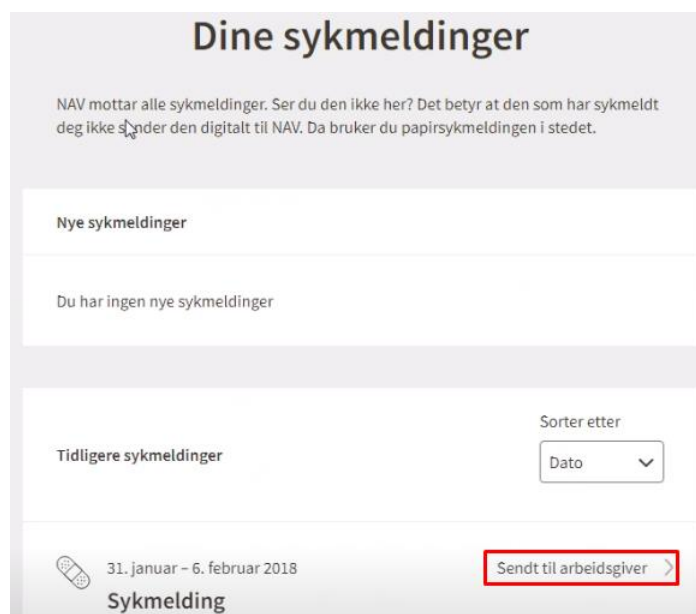 Dine sykmeldinger
NAV mottar alle sykmeldinger. Ser du den ikke her? Det betyr at den som har sykmeldt
deg ikke sender den digitalt til NAV. Da bruker du papirsykmeldingen i stedet.
Nye sykmeldinger
Du har ingen nye sykmeldinger
Sorter etter
Tidligere sykmeldinger
Dato
31. januar – 6. februar 2018
Sendt til arbeidsgiver
Sykmelding